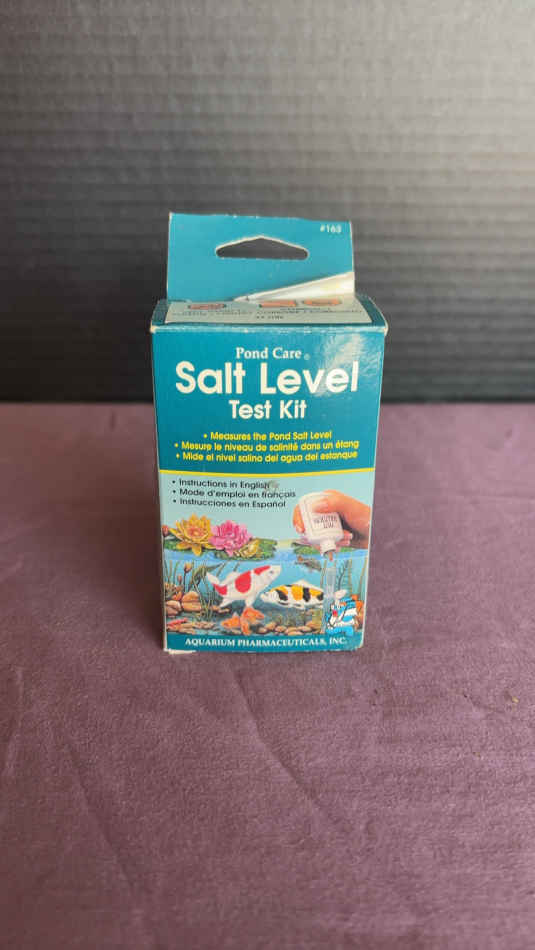 #163
Pond Care®
Salt Level
Test Kit
• Measures the Pond Salt Level
• Mesure le niveau de salinité dans un étang
• Mide el nivel salino del agua del estanque
• Instructions in English
• Mode d'emploi en français
• Instrucciones en Español
AQUARIUM PHARMACEUTICALS, INC.